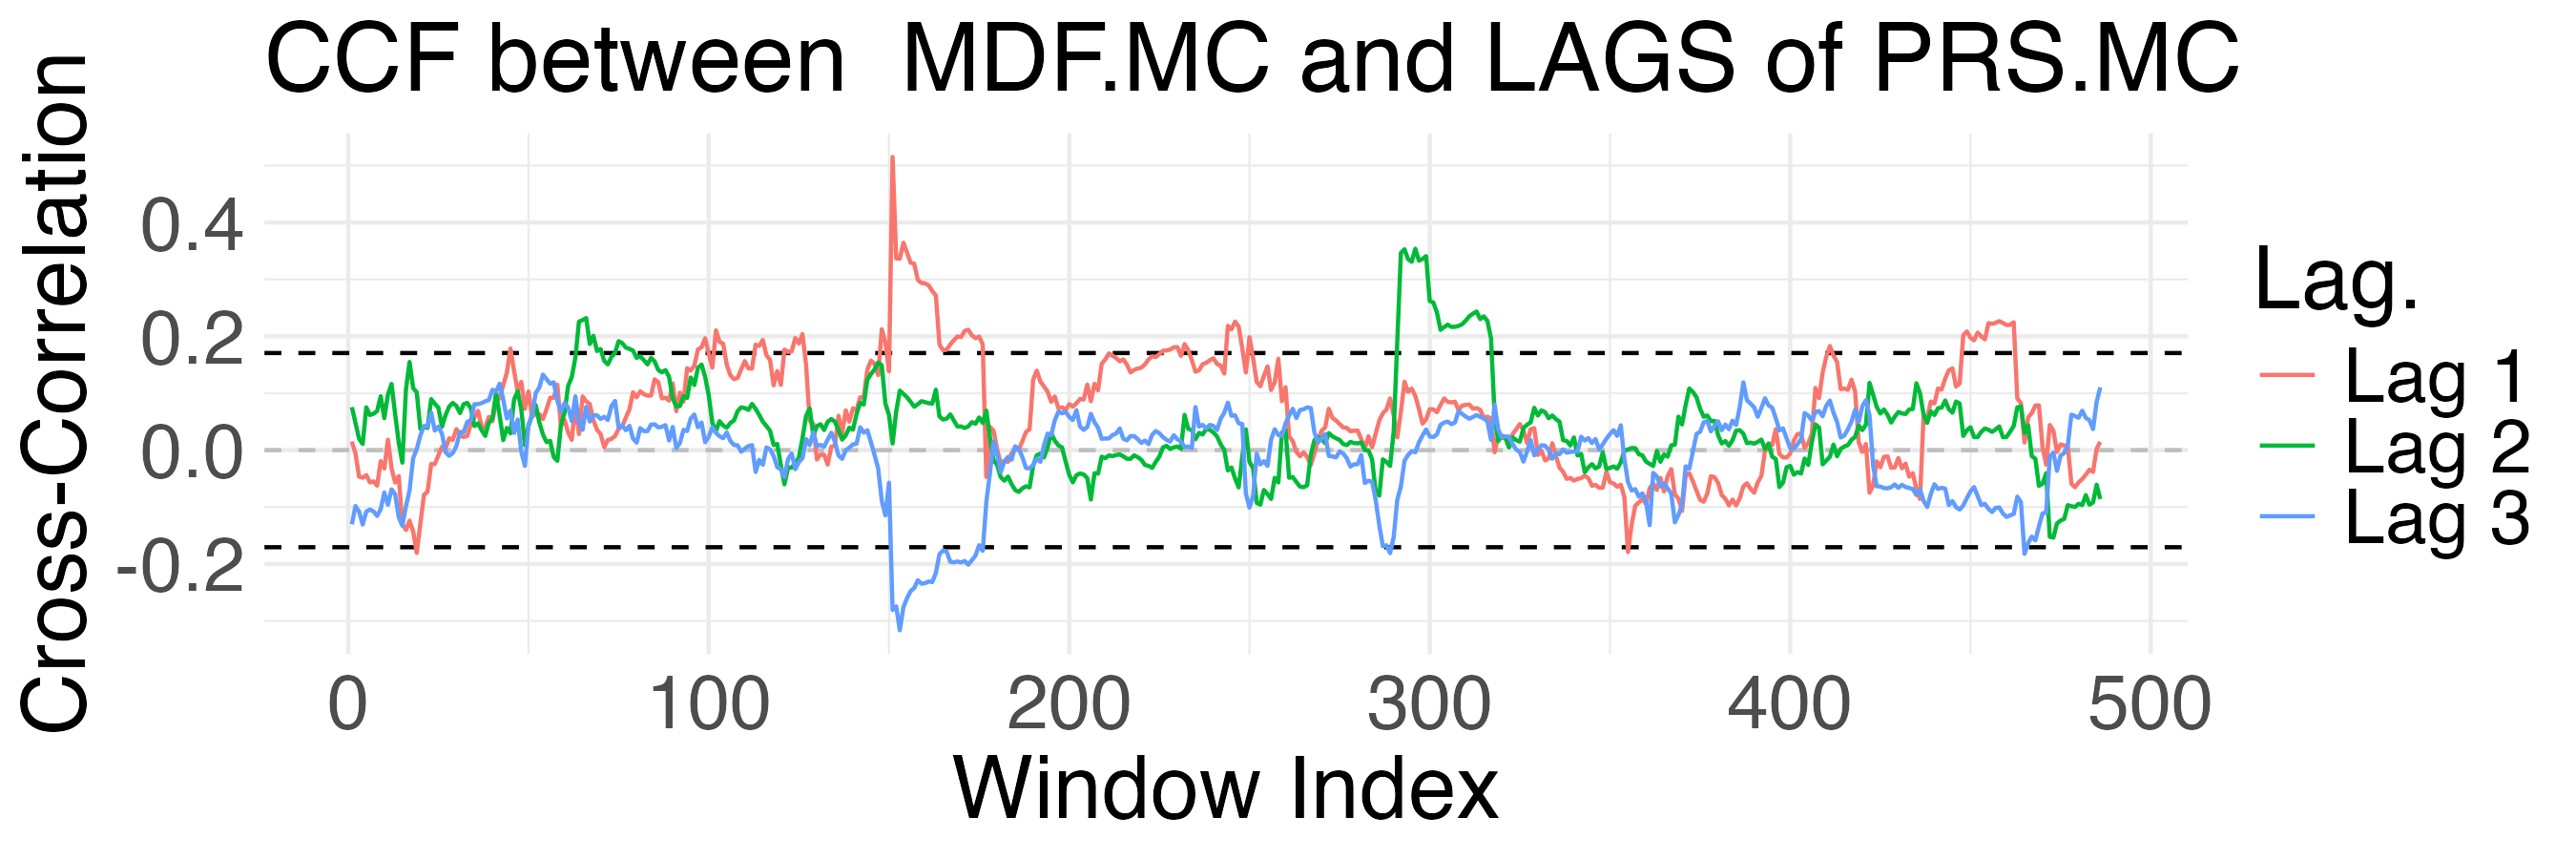 CCF between  MDF.MC and LAGS of PRS.MC
Cross-Correlation
0.4
0.2
0.0
-0.2
0 100 200 300 400 500
Window Index
Lag.
Lag 1
Lag 2
Lag 3